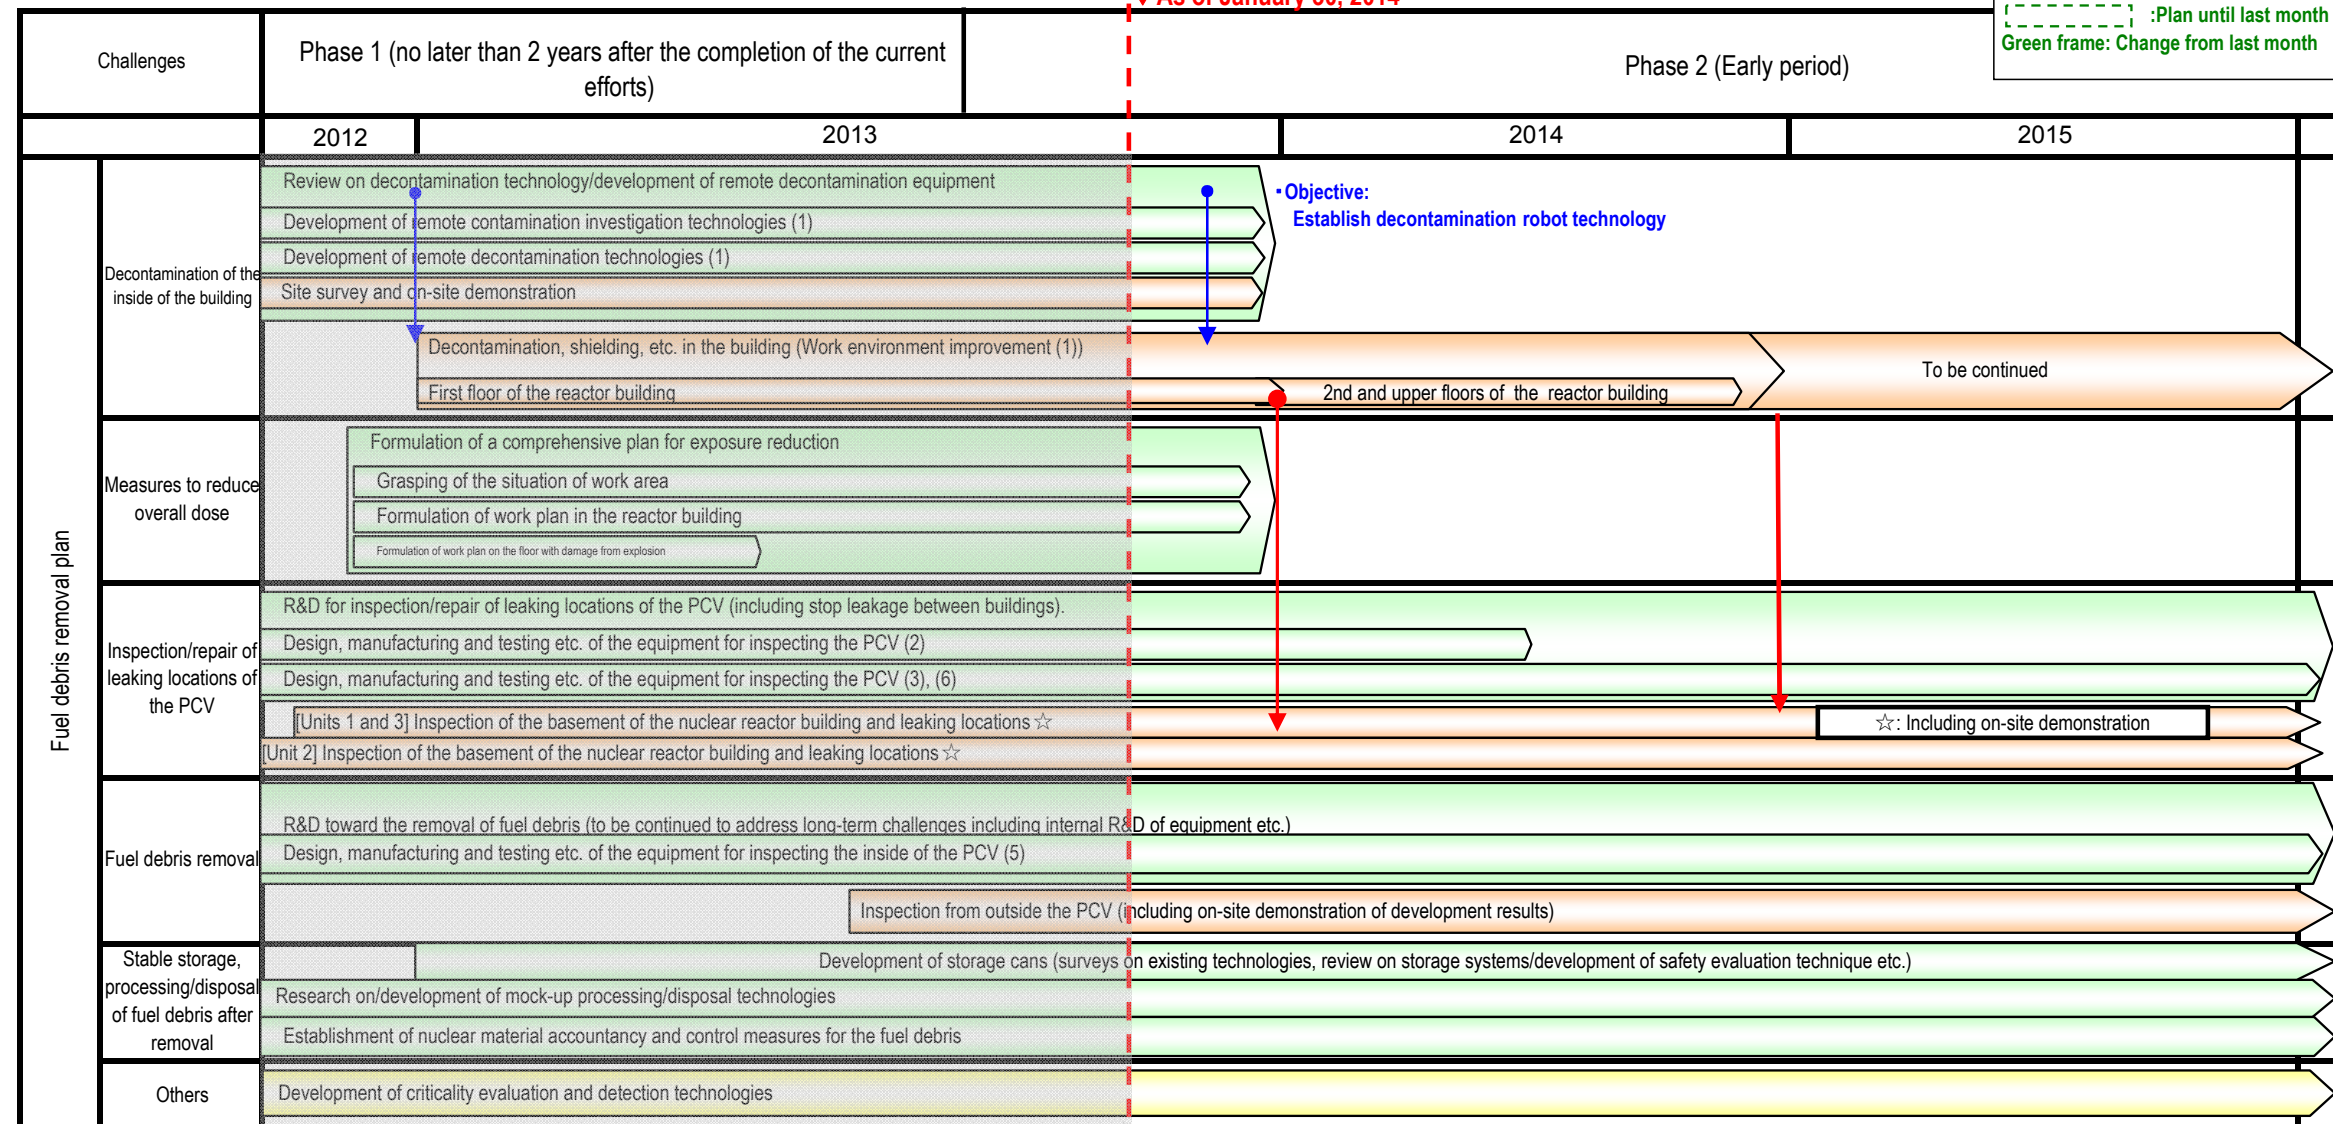 As of January 30, 2014
:Plan until last month
Green frame: Change from last month
Challenges
Phase 1 (no later than 2 years after the completion of the current
efforts)
Phase 2 (Early period)
2012
2013
2014
2015
Fuel debris removal plan
Decontamination of the
inside of the building
Review on decontamination technology/development of remote decontamination equipment
Development of remote contamination investigation technologies (1)
Development of remote decontamination technologies (1)
Site survey and on-site demonstration
▪Objective:
Establish decontamination robot technology
Decontamination, shielding, etc. in the building (Work environment improvement (1))
To be continued
First floor of the reactor building
2nd and upper floors of the reactor building
Measures to reduce
overall dose
Formulation of a comprehensive plan for exposure reduction
Grasping of the situation of work area
Formulation of work plan in the reactor building
Formulation of work plan on the floor with damage from explosion
Inspection/repair of
leaking locations of
the PCV
R&D for inspection/repair of leaking locations of the PCV (including stop leakage between buildings).
Design, manufacturing and testing etc. of the equipment for inspecting the PCV (2)
Design, manufacturing and testing etc. of the equipment for inspecting the PCV (3), (6)
[Units 1 and 3] Inspection of the basement of the nuclear reactor building and leaking locations ☆
☆: Including on-site demonstration
[Unit 2] Inspection of the basement of the nuclear reactor building and leaking locations ☆
Fuel debris removal
R&D toward the removal of fuel debris (to be continued to address long-term challenges including internal R&D of equipment etc.)
Design, manufacturing and testing etc. of the equipment for inspecting the inside of the PCV (5)
Inspection from outside the PCV (including on-site demonstration of development results)
Stable storage,
processing/disposal
of fuel debris after
removal
Development of storage cans (surveys on existing technologies, review on storage systems/development of safety evaluation technique etc.)
Research on/development of mock-up processing/disposal technologies
Establishment of nuclear material accountancy and control measures for the fuel debris
Others
Development of criticality evaluation and detection technologies